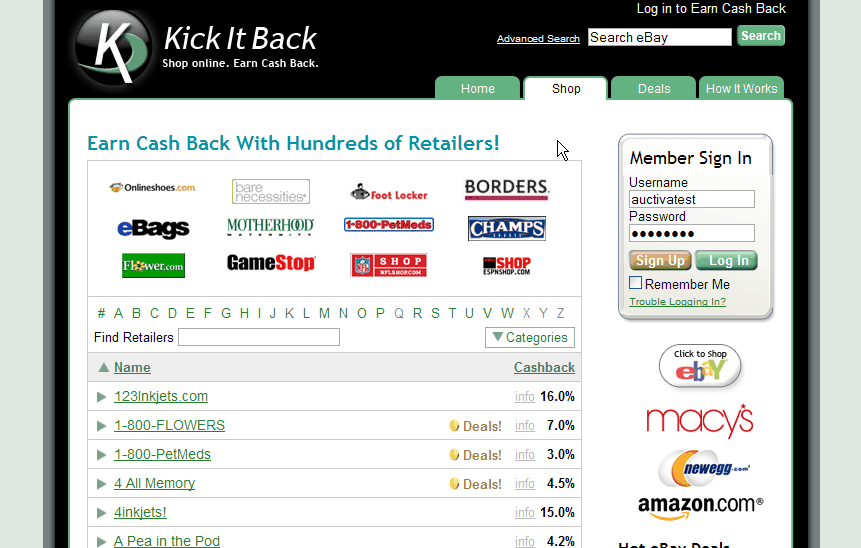 Log in to Earn Cash Back
K Kick It Back
Shop online. Earn Cash Back.
Advanced Search Search eBay Search
Home Shop Deals How It Works
Earn Cash Back With Hundreds of Retailers!
Onlineshoes.com bare necessities® Foot Locker BORDERS.
eBags MOTHERHOOD MATERNITY 1-800-PetMeds CHAMPS SPORTS
Flower.com GameStop SHOP NFLSHOP.COM SHOP ESPNSHOP.COM
# A B C D E F G H I J K L M N O P Q R S T U V W X Y Z
Find Retailers Categories
Name Cashback
123Inkjets.com info 16.0%
1-800-FLOWERS Deals! info 7.0%
1-800-PetMeds Deals! info 3.0%
4 All Memory Deals! info 4.5%
4inkjets! info 15.0%
A Pea in the Pod info 4.2%
Member Sign In
Username
auctivatest
Password
●●●●●●●●
Sign Up Log In
Remember Me
Trouble Logging In?
Click to Shop
ebaY
macy's
newegg.com
amazon.com®
Hot eBay Deals